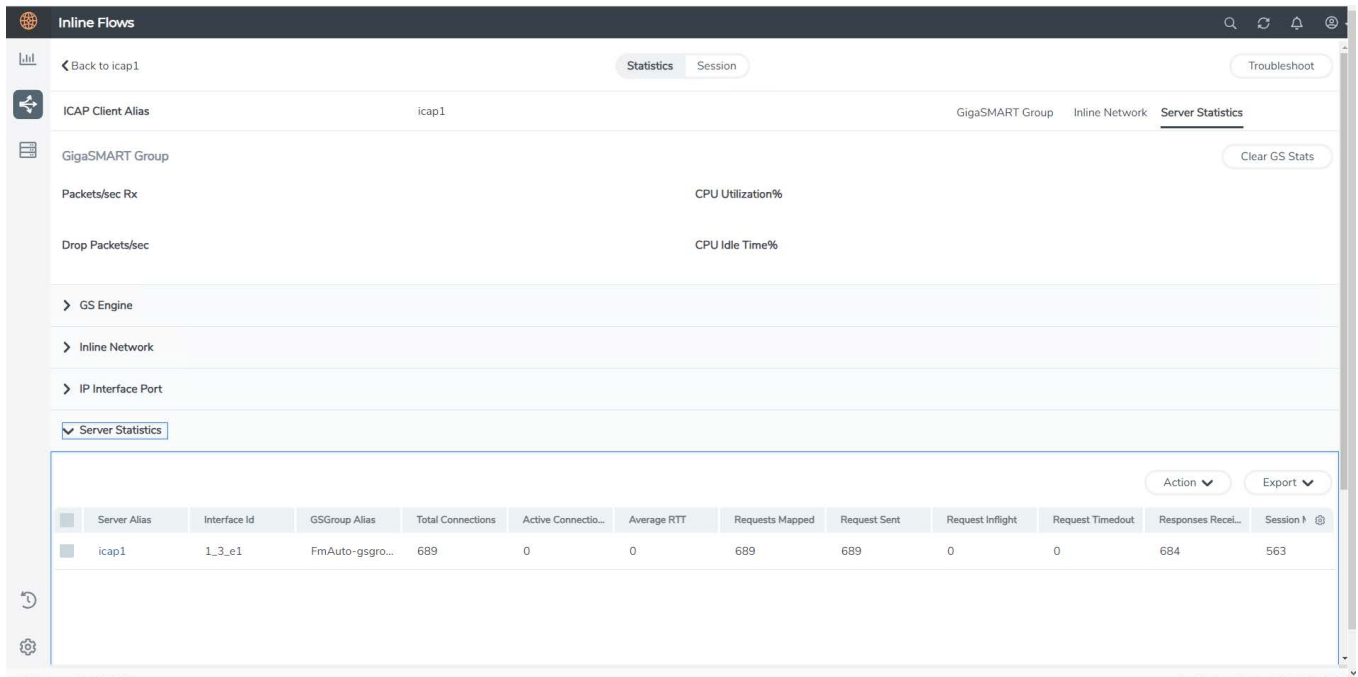 Inline Flows
Back to icap1
Statistics Session
Troubleshoot
ICAP Client Alias icap1 GigaSMART Group Inline Network Server Statistics
GigaSMART Group Clear GS Stats
Packets/sec Rx CPU Utilization%
Drop Packets/sec CPU Idle Time%
GS Engine
Inline Network
IP Interface Port
Server Statistics
Action Export
Server Alias Interface Id GSGroup Alias Total Connections Active Connectio... Average RTT Requests Mapped Request Sent Request Inflight Request Timedout Responses Recei... Session
icap1 1_3_e1 FmAuto-gsgro... 689 0 0 689 689 0 0 684 563